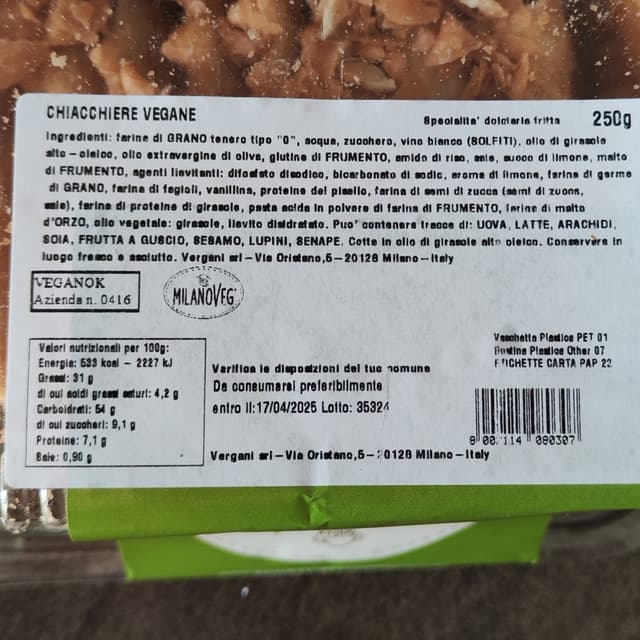 CHIACCHIERE VEGANE
Specialita' dolciaria fritta
250g
Ingredienti: farine di GRANO tenero tipo "0", acqua, zucchero, vino bianco (SOLFITI), olio di girasole
alto-oleico, olio extravergine di oliva, glutine di FRUMENTO, amido di riso, sale, succo di limone, malto
di FRUMENTO, agenti lievitanti: difosfato disodico, bicarbonato di sodio, aroma di limone, farina di germe
di GRANO, farina di fagioli, vanillina, proteine del pisello, farina di semi di zucca (semi di zucca,
sale), farina di proteine di girasole, pasta acida in polvere di farina di FRUMENTO, farina di malto
d'ORZO, olio vegetale: girasole, lievito disidratato. Puo' contenere tracce di: UOVA, LATTE, ARACHIDI,
SOIA, FRUTTA A GUSCIO, SESAMO, LUPINI, SENAPE. Cotte in olio di girasole alto oleico. Conservare in
luogo fresco e asciutto. Vergani srl-Via Oristano,5-20128 Milano-Italy
VEGANOK
Azienda n. 0416
MILANOVEG
Vaschetta Plastica PET 01
Bustina Plastica Other 07
ETICHETTE CARTA PAP 22
Valori nutrizionali per 100g:
Energia: 533 kcal - 2227 kJ
Grassi: 31 g
di cui acidi grassi saturi: 4,2 g
Carboidrati: 54 g
di cui zuccheri: 9,1 g
Proteine: 7,1 g
Sale: 0,90 g
Verifica le disposizioni del tuo comune
Da consumarsi preferibilmente
entro il:17/04/2025 Lotto: 35324
Vergani srl-Via Oristano,5-20128 Milano-Italy
8 007114 090307